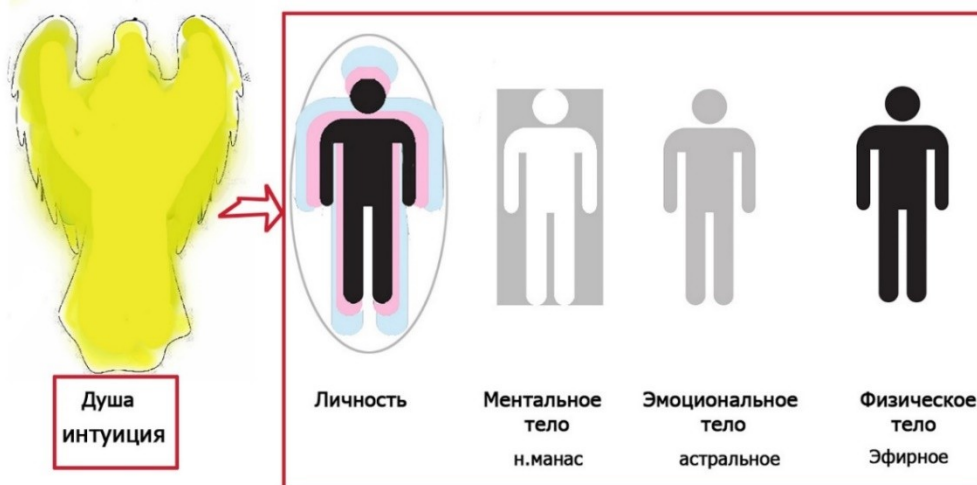 Душа
интуиция
Личность
Ментальное
тело
н.манас
Эмоциональное
тело
астральное
Физическое
тело
Эфирное